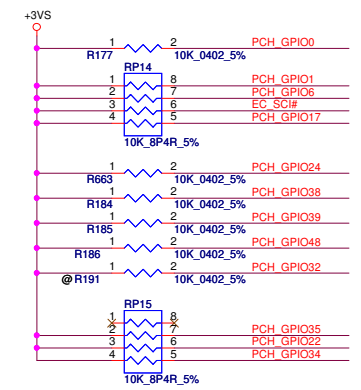 +3VS
1 2 PCH_GPIO0
R177 10K_0402_5%
RP14
1 8 PCH_GPIO1
2 7 PCH_GPIO6
3 6 EC_SCI#
4 5 PCH_GPIO17
10K_8P4R_5%
1 2 PCH_GPIO24
R663 10K_0402_5%
1 2 PCH_GPIO38
R184 10K_0402_5%
1 2 PCH_GPIO39
R185 10K_0402_5%
1 2 PCH_GPIO48
R186 10K_0402_5%
1 2 PCH_GPIO32
@ R191 10K_0402_5%
RP15
1 8
2 7 PCH_GPIO35
3 6 PCH_GPIO22
4 5 PCH_GPIO34
10K_8P4R_5%